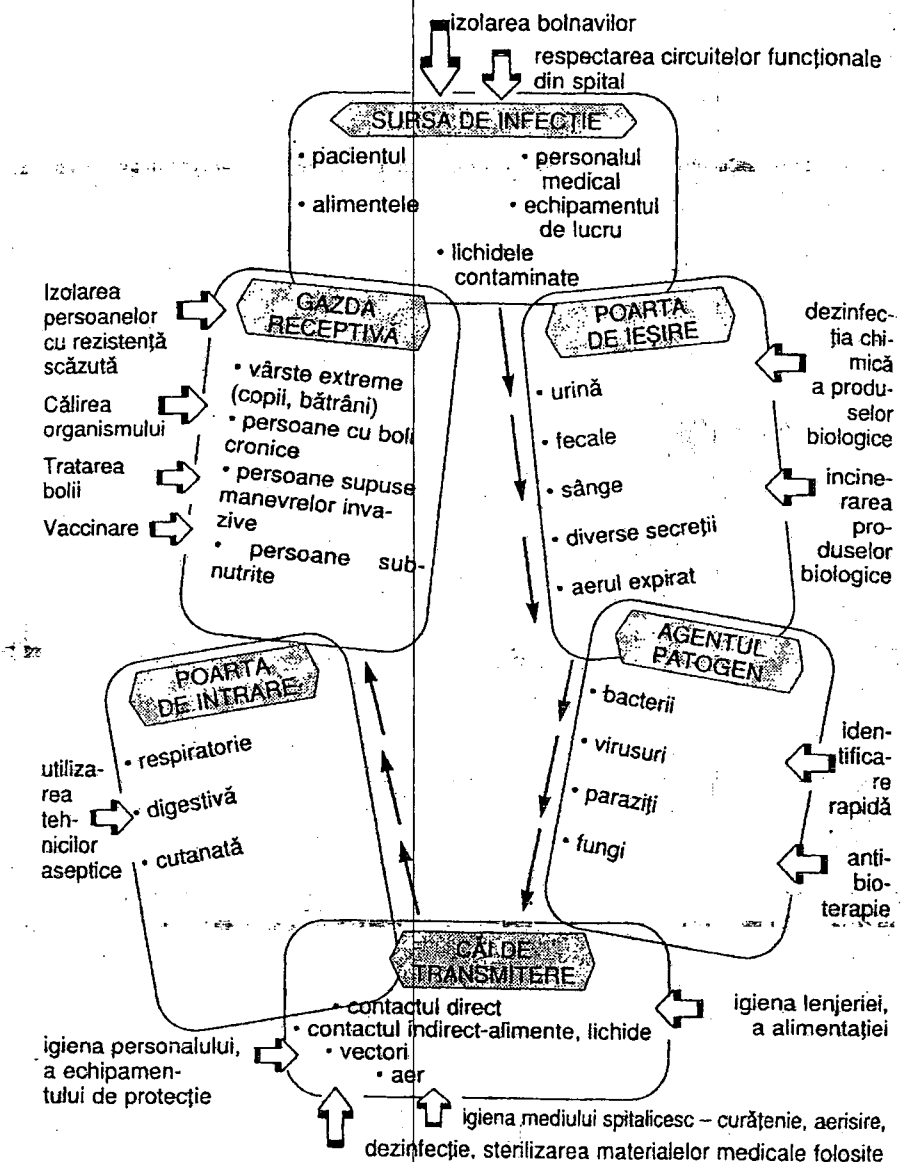 izolarea bolnavilor
respectarea circuitelor funcționale
din spital
SURSA DE INFECȚIE
• pacientul
• alimentele
• personalul
medical
• echipamentul
de lucru
• lichidele
contaminate
Izolarea
persoanelor
cu rezistență
scăzută
Călirea
organismului
Tratarea
bolii
Vaccinare
GAZDA
RECEPTIVĂ
• vârste extreme
(copii, bătrâni)
• persoane cu boli
cronice
• persoane supuse
manevrelor inva-
zive
• persoane sub-
nutrite
POARTA
DE IEȘIRE
• urină
• fecale
• sânge
• diverse secreții
• aerul expirat
dezinfec-
ția chi-
mică
a produ-
selor
biologice
incine-
rarea
pro-
duselor
biologice
AGENTUL
PATOGEN
• bacterii
• virusuri
• paraziți
• fungi
iden-
tifica-
re
rapidă
anti-
bio-
terapie
POARTA
DE INTRARE
• respiratorie
• digestivă
• cutanată
utiliza-
rea
teh-
nicilor
aseptice
CĂI DE
TRANSMITERE
• contactul direct
• contactul indirect-alimente, lichide
• vectori
• aer
igiena lenjeriei,
a alimentației
igiena personalului,
a echipamen-
tului de protecție
igiena mediului spitalicesc – curățenie, aerisire,
dezinfecție, sterilizarea materialelor medicale folosite